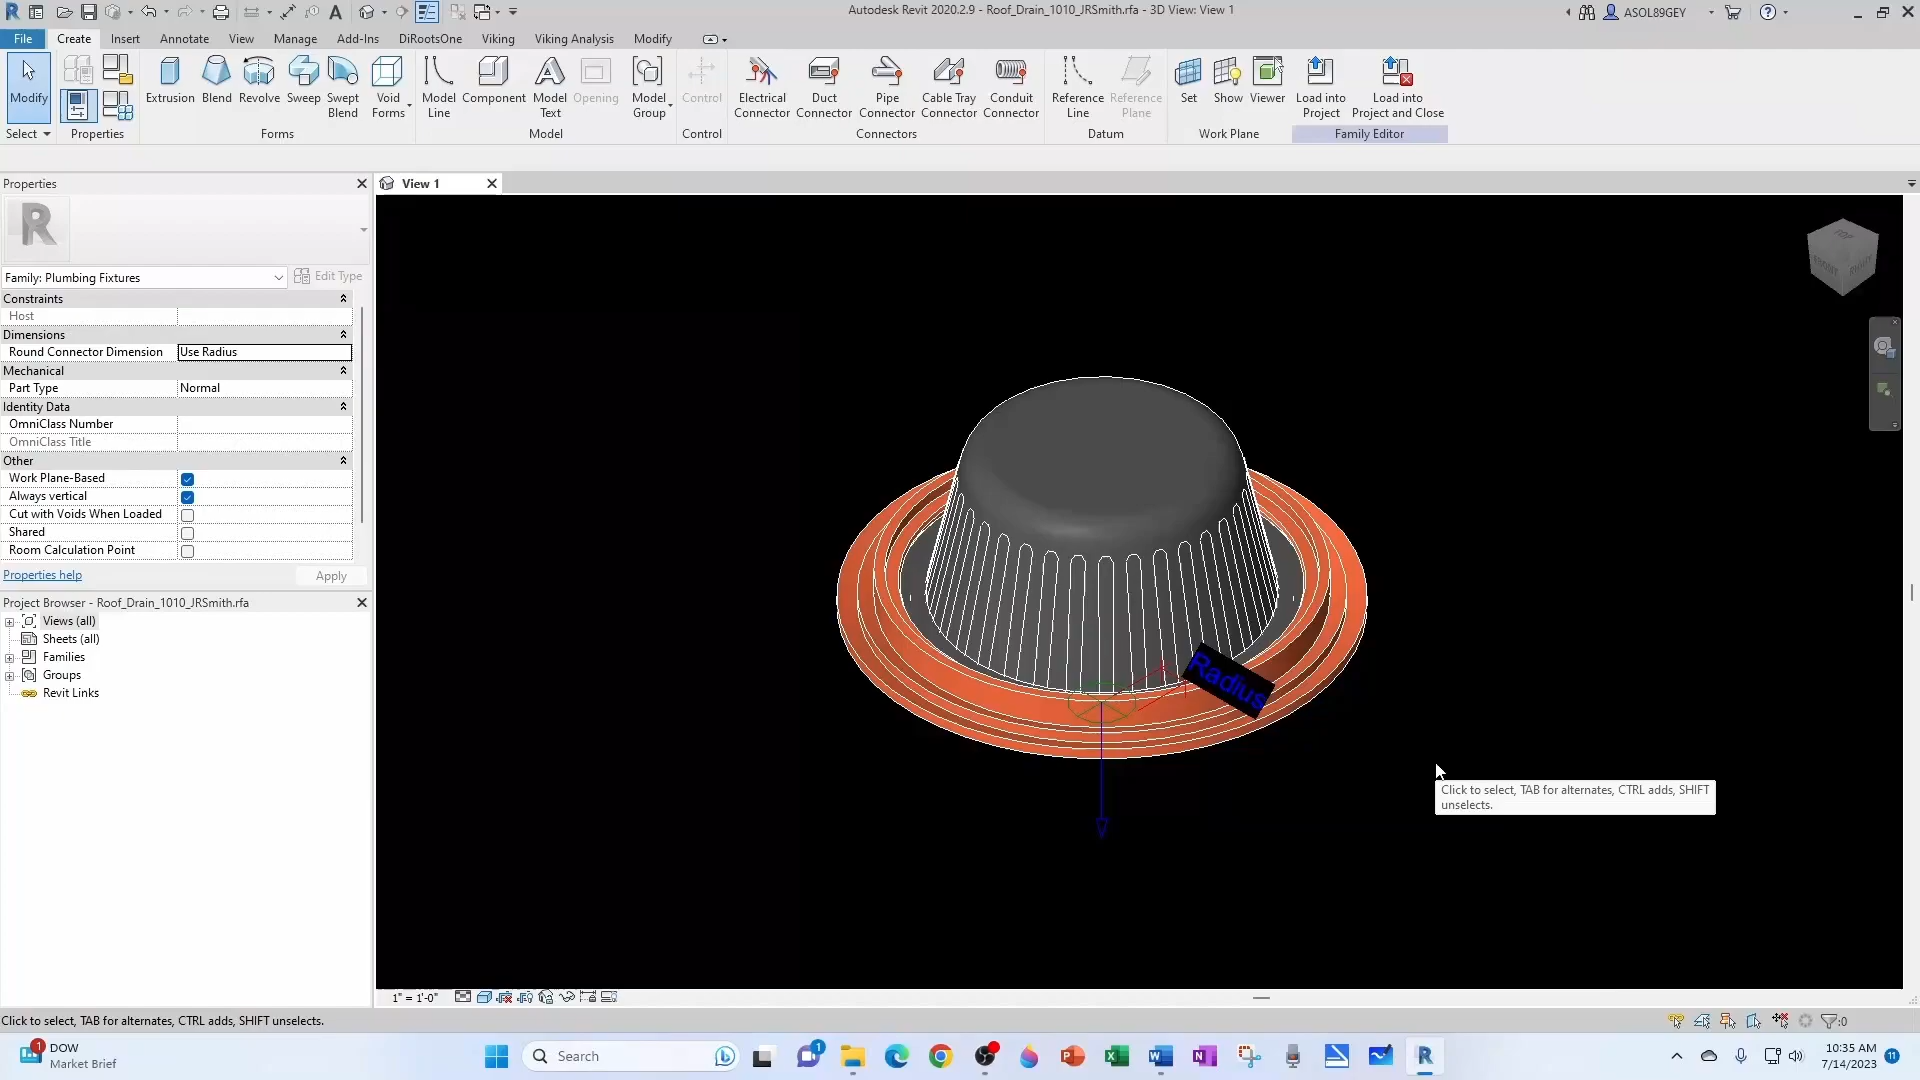 Autodesk Revit 2020.2.9 - Roof_Drain_1010_JRSmith.rfa - 3D View: View 1
ASOL89GEY
File Create Insert Annotate View Manage Add-Ins DiRootsOne Viking Viking Analysis Modify
Modify
Extrusion Blend Revolve Sweep Swept Blend Void Forms
Model Line Component Model Text Opening Model Group Control
Electrical Connector Duct Connector Pipe Connector Cable Tray Connector Conduit Connector
Reference Line Reference Plane Set Show Viewer Load into Project Load into Project and Close
Select Properties Forms Model Control Connectors Datum Work Plane Family Editor
Properties
View 1
R
Family: Plumbing Fixtures
Edit Type
Constraints
Host
Dimensions
Round Connector Dimension Use Radius
Mechanical
Part Type Normal
Identity Data
OmniClass Number
OmniClass Title
Other
Work Plane-Based
Always vertical
Cut with Voids When Loaded
Shared
Room Calculation Point
Properties help
Apply
Project Browser - Roof_Drain_1010_JRSmith.rfa
Views (all)
Sheets (all)
Families
Groups
Revit Links
TOP
FRONT
RIGHT
Radius
Click to select, TAB for alternates, CTRL adds, SHIFT
unselects.
1" = 1'-0"
Click to select, TAB for alternates, CTRL adds, SHIFT unselects.
:0
1
DOW
Market Brief
Search
1
10:35 AM
7/14/2023
11